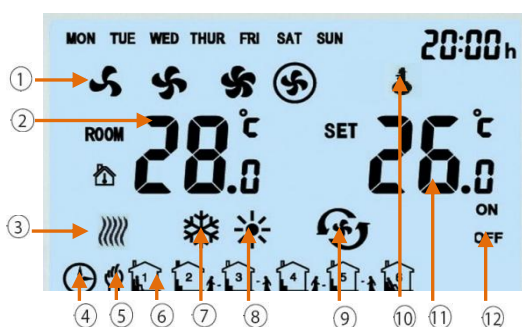 MON TUE WED THUR FRI SAT SUN 20:00 h
①
② ROOM 28.0 °C SET 26.0 °C
③ ON
OFF
1 2 3 4 5 6
④ ⑤ ⑥ ⑦ ⑧ ⑨ ⑩ ⑪ ⑫